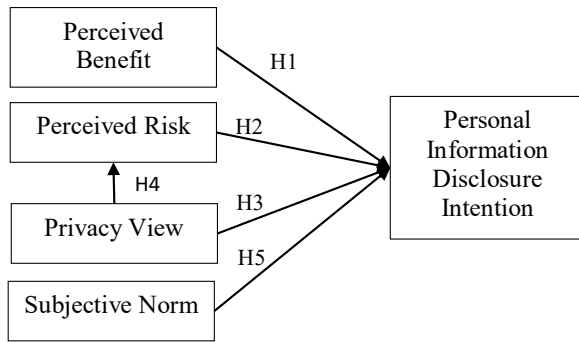 Perceived
Benefit
H1
Perceived Risk
H2
Personal
Information
Disclosure
Intention
H4
H3
Privacy View
H5
Subjective Norm